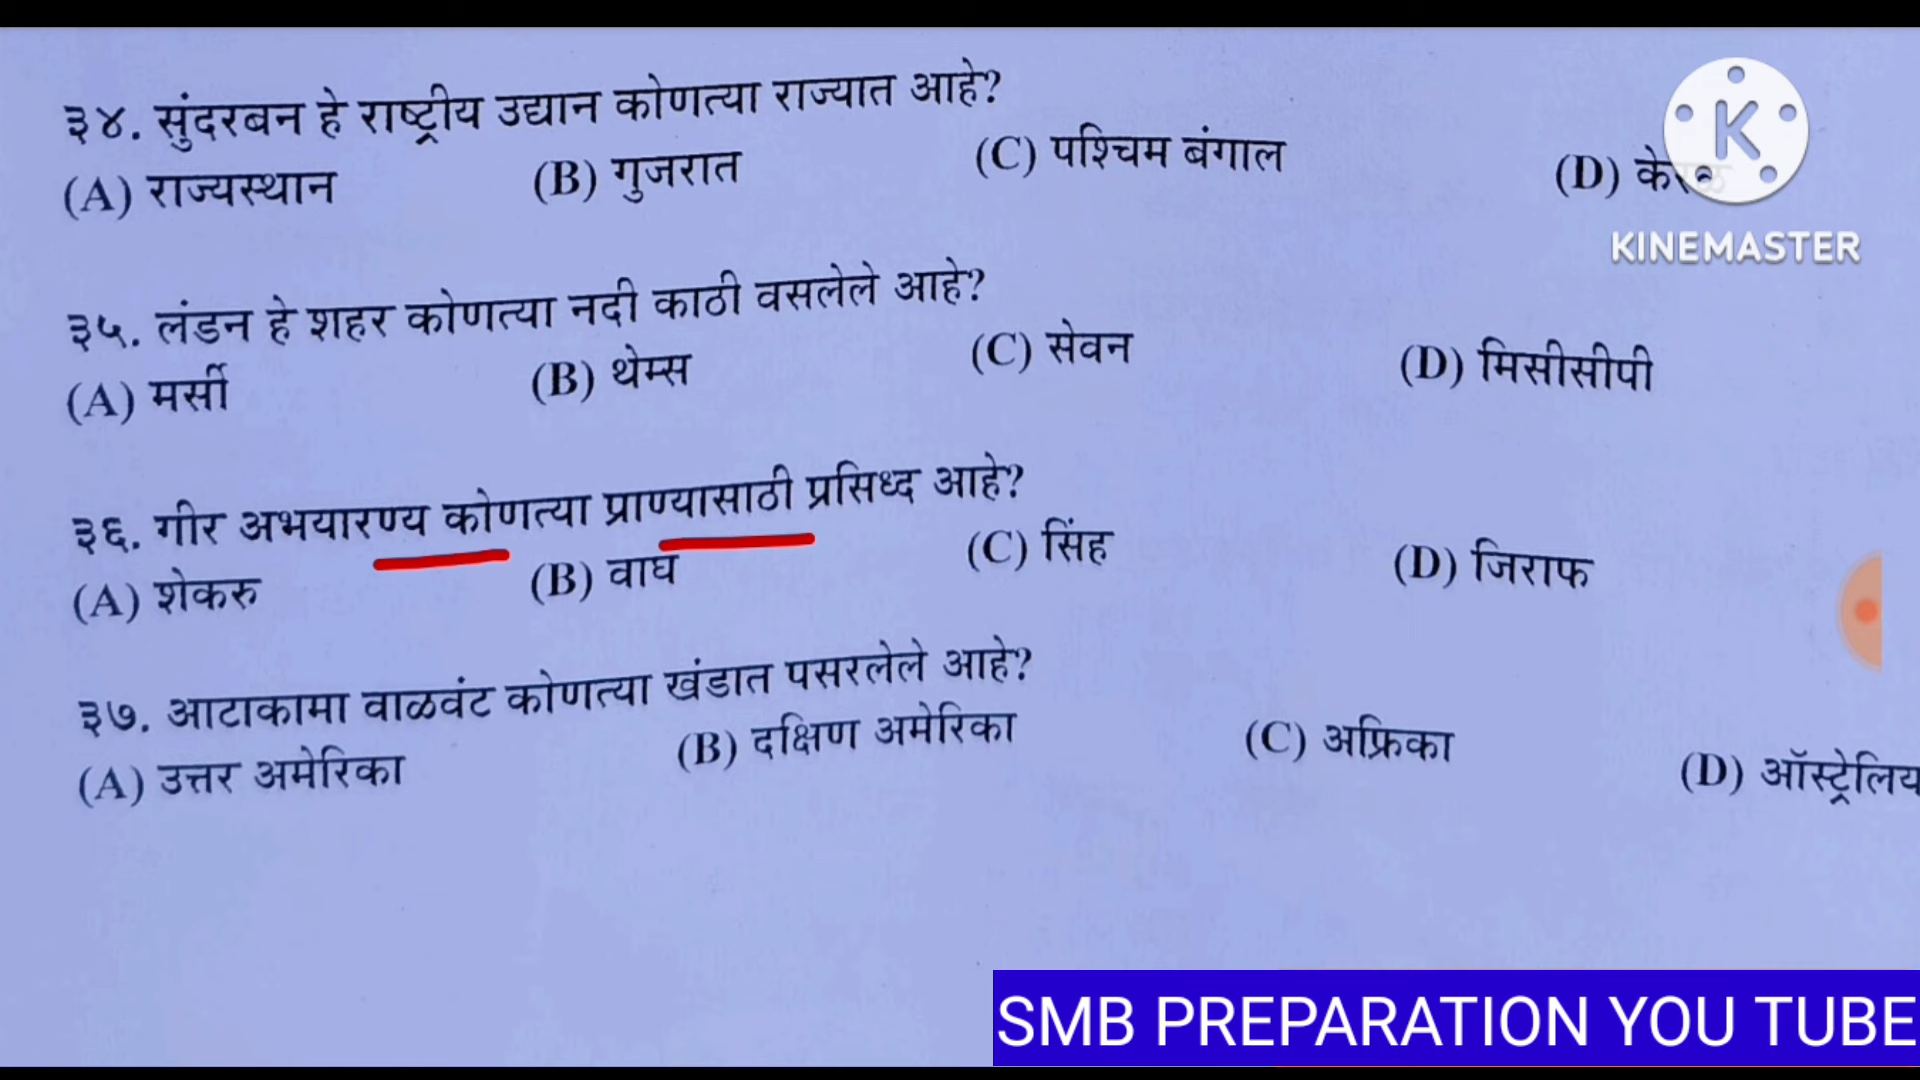 ३४. सुंदरबन हे राष्ट्रीय उद्यान कोणत्या राज्यात आहे?
(A) राज्यस्थान (B) गुजरात (C) पश्चिम बंगाल (D)
K
KINEMASTER
३५. लंडन हे शहर कोणत्या नदी काठी वसलेले आहे?
(A) मर्सी (B) थेम्स (C) सेवन (D) मिसीसीपी
३६. गीर अभयारण्य कोणत्या प्राण्यासाठी प्रसिध्द आहे?
(A) शेकरु (B) वाघ (C) सिंह (D) जिराफ
३७. आटाकामा वाळवंट कोणत्या खंडात पसरलेले आहे?
(A) उत्तर अमेरिका (B) दक्षिण अमेरिका (C) अफ्रिका (D) ऑस्ट्रेलिय
SMB PREPARATION YOU TUBE